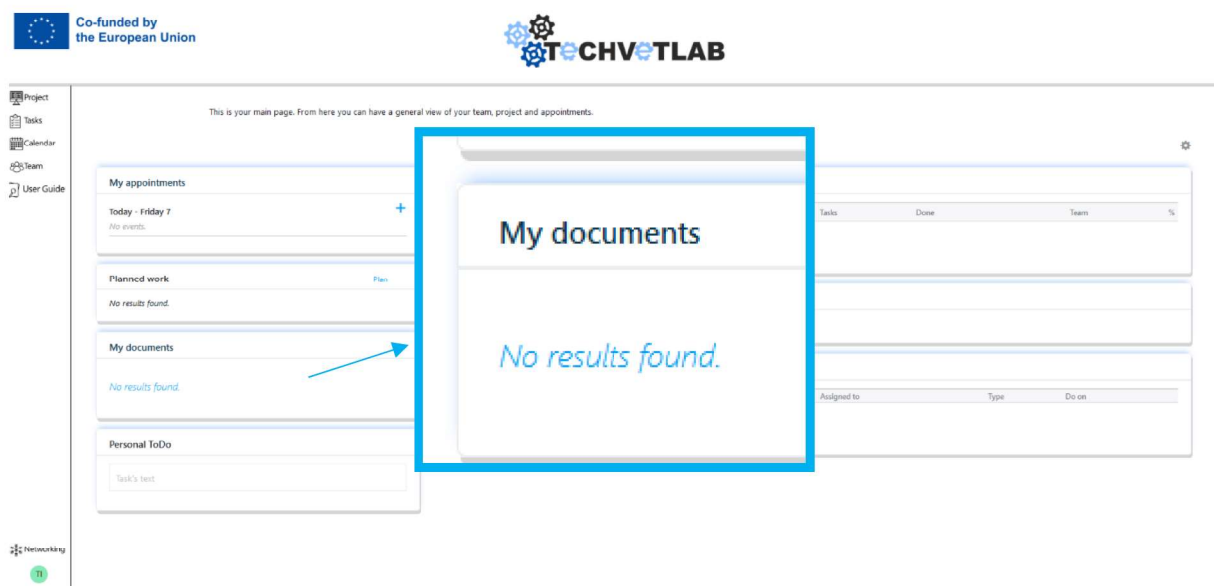 Co-funded by
the European Union
TECHVETLAB
Project
Tasks
Calendar
Team
User Guide
This is your main page. From here you can have a general view of your team, project and appointments.
My appointments
Today - Friday 7
No events.
Planned work
Plan
No results found.
My documents
No results found.
Personal ToDo
Task's text
My documents
No results found.
Tasks Done Team %
Assigned to Type Do on
Networking
TI